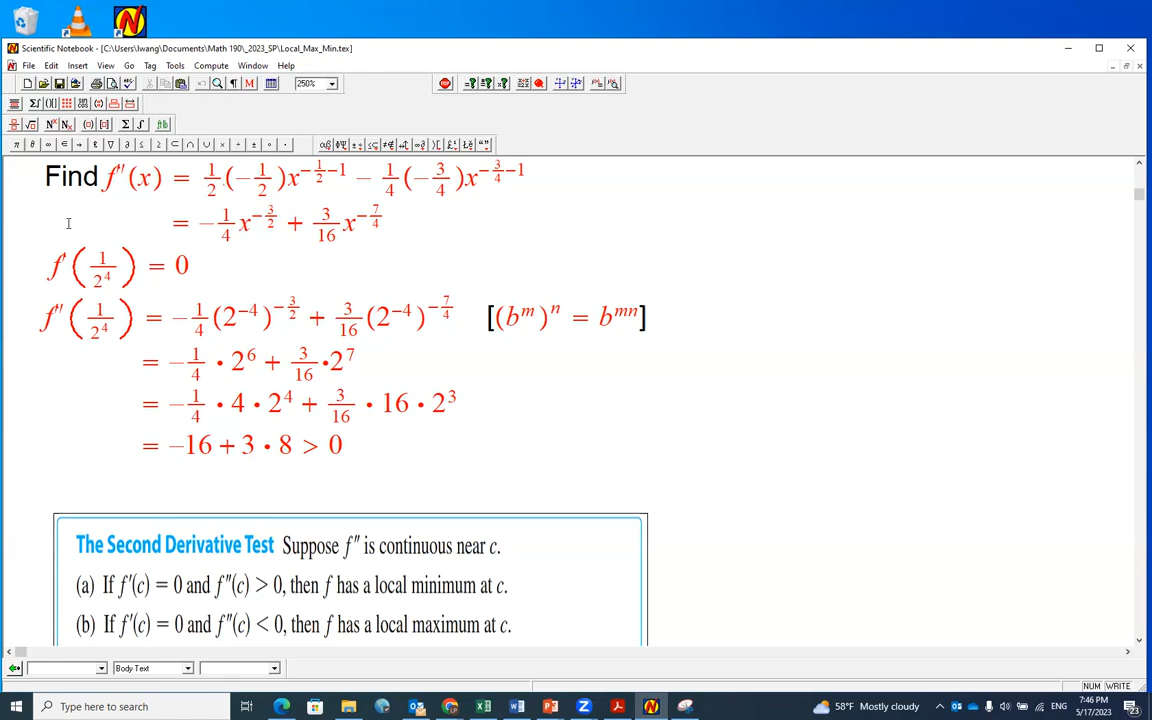 Scientific Notebook - [C:\Users\lwang\Documents\Math 190\_2023_SP\Local_Max_Min.tex]
File Edit Insert View Go Tag Tools Compute Window Help
250%
Find f''(x) = 1/2 (−1/2)x^{−1/2−1} − 1/4(−3/4)x^{−3/4−1}
= −1/4 x^{−3/2} + 3/16 x^{−7/4}
f'(1/2^4) = 0
f''(1/2^4) = −1/4(2^{−4})^{−3/2} + 3/16(2^{−4})^{−7/4} [(b^m)^n = b^{mn}]
= −1/4 • 2^6 + 3/16 • 2^7
= −1/4 • 4 • 2^4 + 3/16 • 16 • 2^3
= −16 + 3 • 8 > 0
The Second Derivative Test Suppose f'' is continuous near c.
(a) If f'(c) = 0 and f''(c) > 0, then f has a local minimum at c.
(b) If f'(c) = 0 and f''(c) < 0, then f has a local maximum at c.
Body Text
NUM WRITE
Type here to search
58°F Mostly cloudy
ENG
7:46 PM
5/17/2023
23